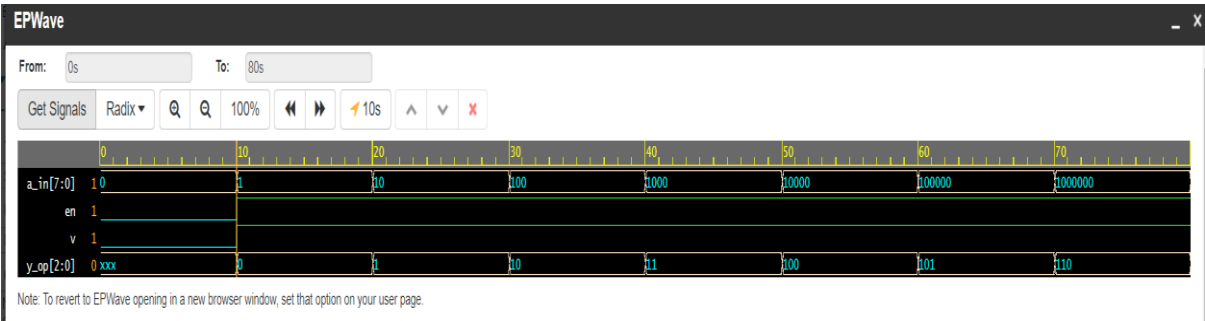 EPWave
From: 0s To: 80s
Get Signals Radix 100% 10s
0 10 20 30 40 50 60 70
a_in[7:0] 1 0 1 10 100 1000 10000 100000 1000000
en 1
v 1
y_op[2:0] 0 xxx 0 1 10 11 100 101 110
Note: To revert to EPWave opening in a new browser window, set that option on your user page.